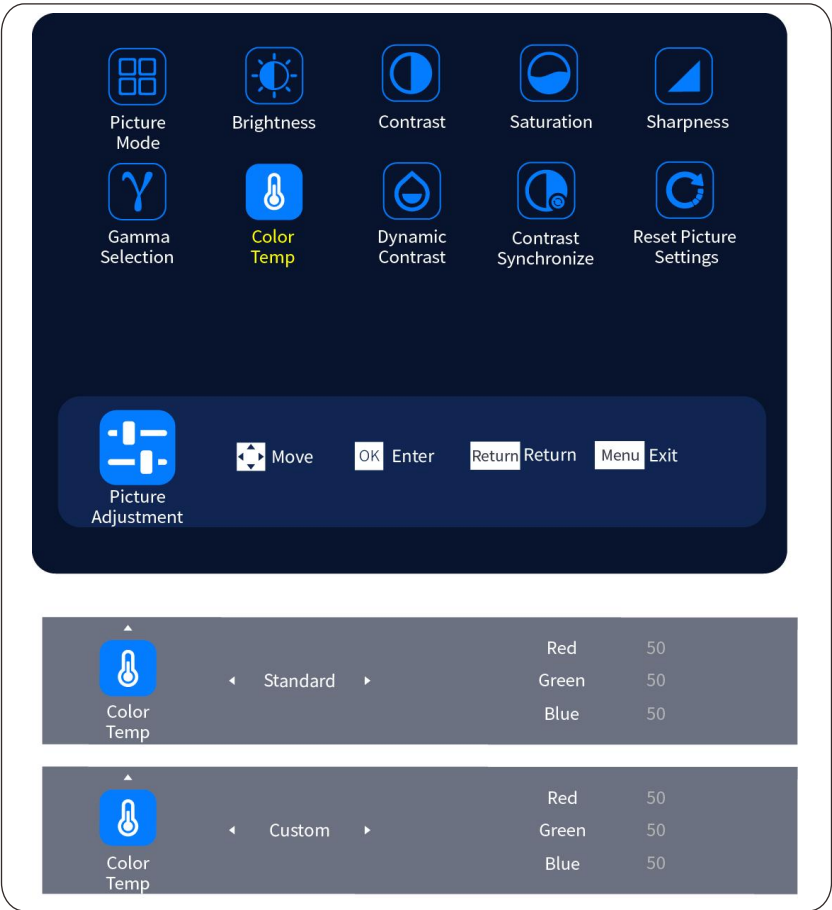 Picture
Mode
Brightness
Contrast
Saturation
Sharpness
γ
Gamma
Selection
Color
Temp
Dynamic
Contrast
Contrast
Synchronize
Reset Picture
Settings
Picture
Adjustment
Move
OK Enter
Return Return
Menu Exit
Color
Temp
Standard
Red 50
Green 50
Blue 50
Color
Temp
Custom
Red 50
Green 50
Blue 50